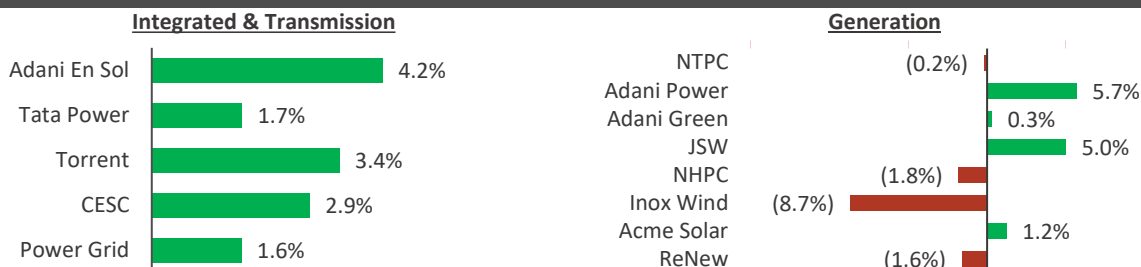 Integrated & Transmission
Adani En Sol 4.2%
Tata Power 1.7%
Torrent 3.4%
CESC 2.9%
Power Grid 1.6%
Generation
NTPC (0.2%)
Adani Power 5.7%
Adani Green 0.3%
JSW 5.0%
NHPC (1.8%)
Inox Wind (8.7%)
Acme Solar 1.2%
ReNew (1.6%)